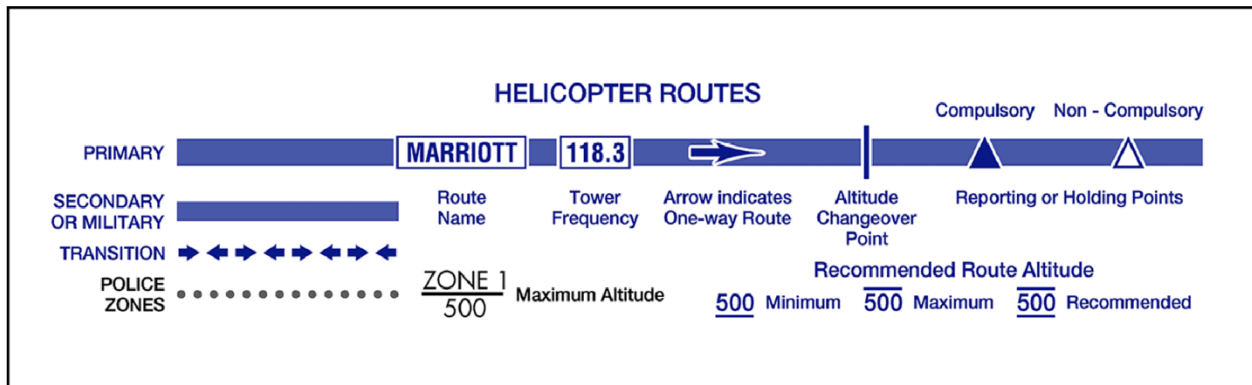 HELICOPTER ROUTES
Compulsory
Non - Compulsory
PRIMARY
MARRIOTT
118.3
SECONDARY
OR MILITARY
Route
Name
Tower
Frequency
Arrow indicates
One-way Route
Altitude
Changeover
Point
Reporting or Holding Points
TRANSITION
POLICE
ZONES
ZONE 1
500
Maximum Altitude
Recommended Route Altitude
500 Minimum
500 Maximum
500 Recommended